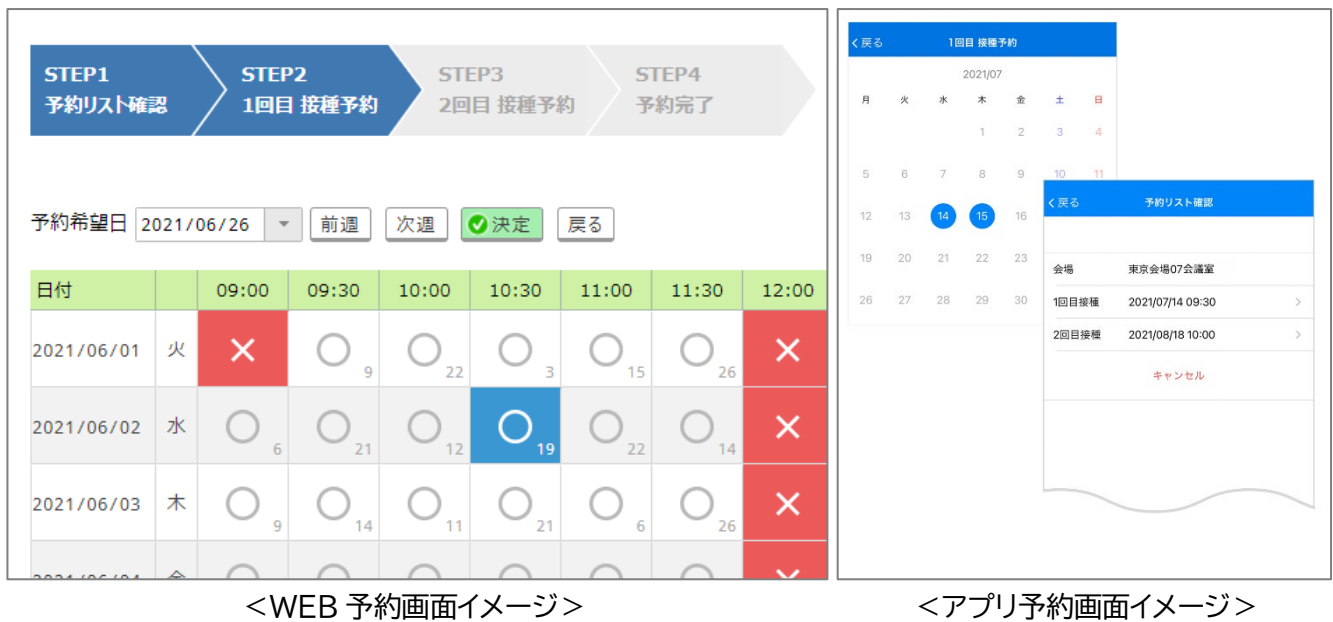 STEP1
予約リスト確認
STEP2
1回目 接種予約
STEP3
2回目 接種予約
STEP4
予約完了
予約希望日 2021/06/26 前週 次週 決定 戻る
日付 09:00 09:30 10:00 10:30 11:00 11:30 12:00
2021/06/01 火 × ○ 9 ○ 22 ○ 3 ○ 15 ○ 26 ×
2021/06/02 水 ○ 6 ○ 21 ○ 12 ○ 19 ○ 22 ○ 14 ×
2021/06/03 木 ○ 9 ○ 14 ○ 11 ○ 21 ○ 6 ○ 26 ×
<WEB 予約画面イメージ>
戻る 1回目 接種予約
2021/07
月 火 水 木 金 土 日
1 2 3 4
5 6 7 8 9 10 11
12 13 14 15 16
19 20 21 22 23
26 27 28 29 30
戻る 予約リスト確認
会場 東京会場07会議室
1回目接種 2021/07/14 09:30
2回目接種 2021/08/18 10:00
キャンセル
<アプリ予約画面イメージ>